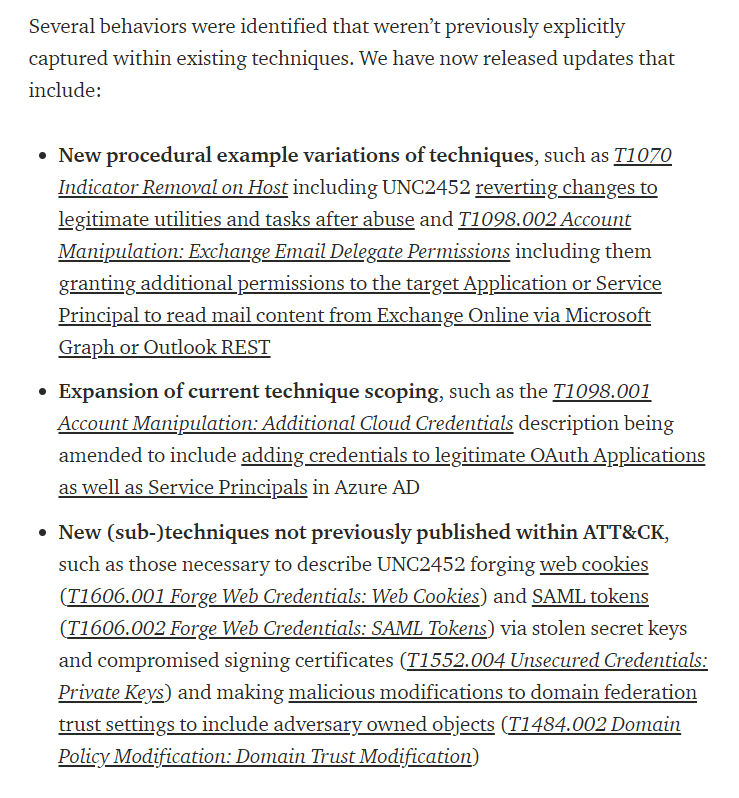 Several behaviors were identified that weren’t previously explicitly
captured within existing techniques. We have now released updates that
include:
• New procedural example variations of techniques, such as T1070
Indicator Removal on Host including UNC2452 reverting changes to
legitimate utilities and tasks after abuse and T1098.002 Account
Manipulation: Exchange Email Delegate Permissions including them
granting additional permissions to the target Application or Service
Principal to read mail content from Exchange Online via Microsoft
Graph or Outlook REST
• Expansion of current technique scoping, such as the T1098.001
Account Manipulation: Additional Cloud Credentials description being
amended to include adding credentials to legitimate OAuth Applications
as well as Service Principals in Azure AD
• New (sub-)techniques not previously published within ATT&CK,
such as those necessary to describe UNC2452 forging web cookies
(T1606.001 Forge Web Credentials: Web Cookies) and SAML tokens
(T1606.002 Forge Web Credentials: SAML Tokens) via stolen secret keys
and compromised signing certificates (T1552.004 Unsecured Credentials:
Private Keys) and making malicious modifications to domain federation
trust settings to include adversary owned objects (T1484.002 Domain
Policy Modification: Domain Trust Modification)